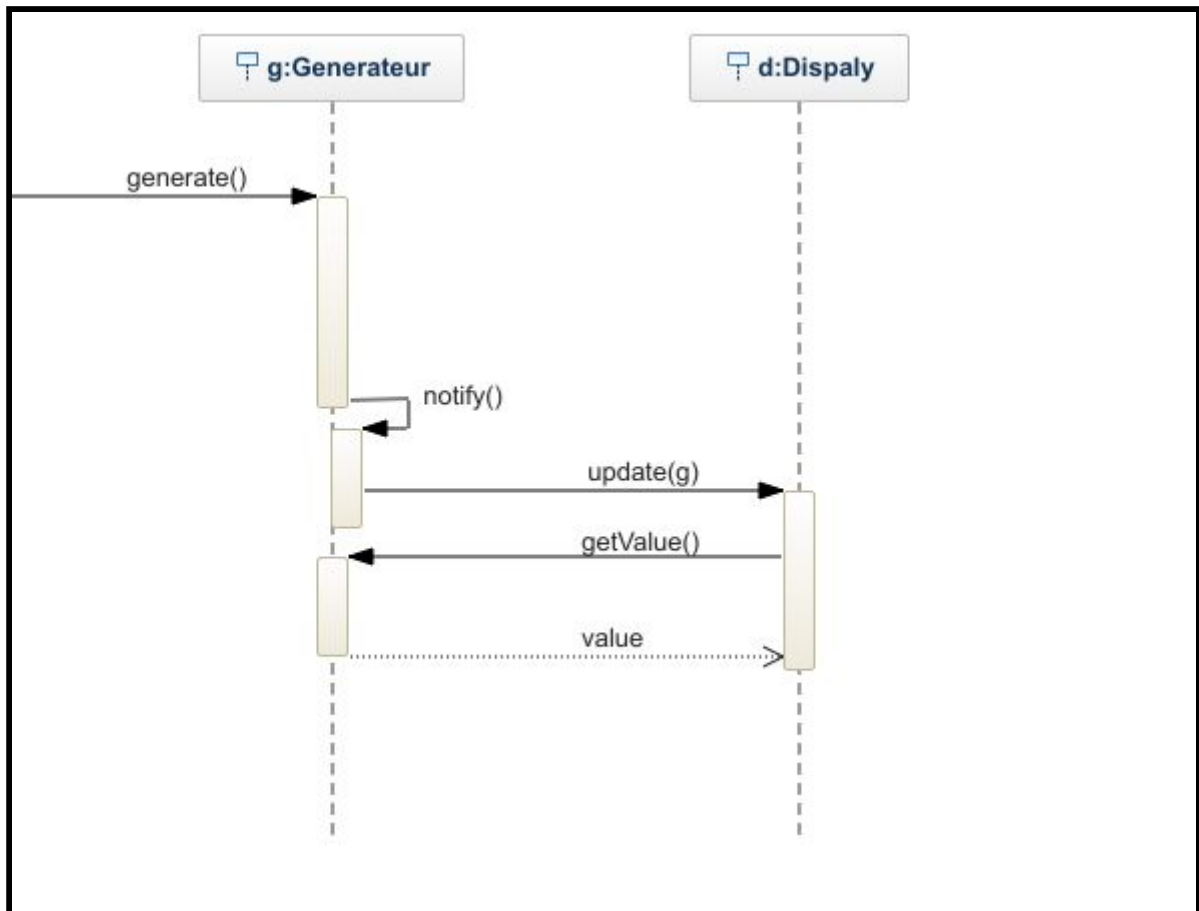 g:Generateur
d:Dispaly
generate()
notify()
update(g)
getValue()
value